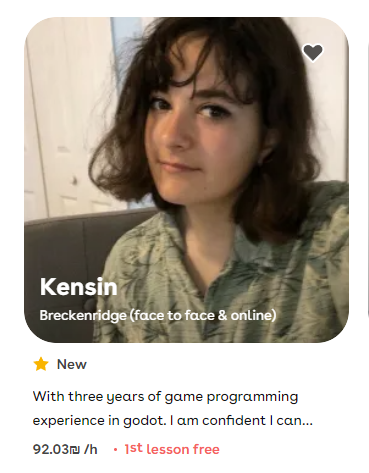 Kensin
Breckenridge (face to face & online)
New
With three years of game programming
experience in godot. I am confident I can...
92.03₪ /h • 1st lesson free